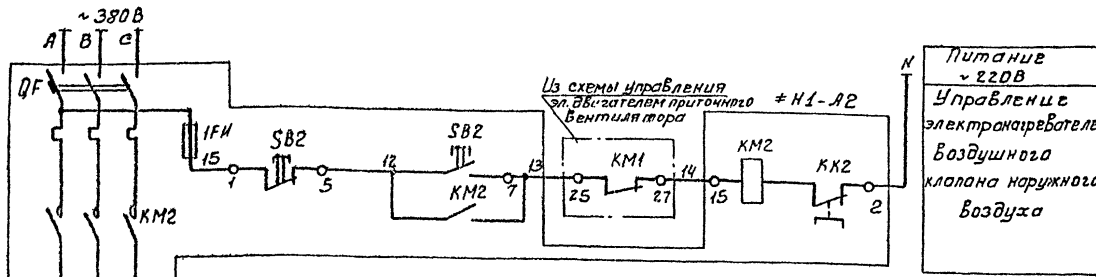 ~ 380В
А В С
QF
1FU
15
1
SB2
5
12
SB2
КМ2
7
13
Из схемы управления
эл. двигателем приточного
вентилятора
≠ Н1-А2
25
КМ1
27
14
15
КМ2
КК2
2
N
КМ2
Питание
~ 220В
Управление
электронагревателе
воздушного
клапана наружного
воздуха